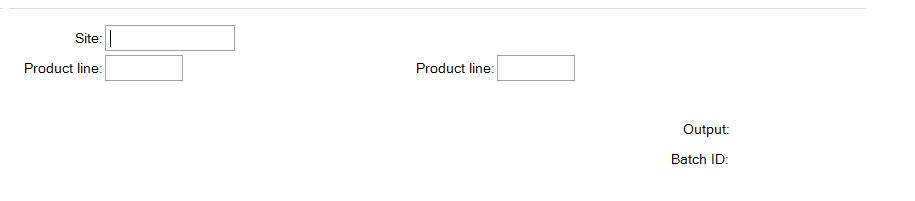 Site:
Product line: Product line:
Output:
Batch ID: